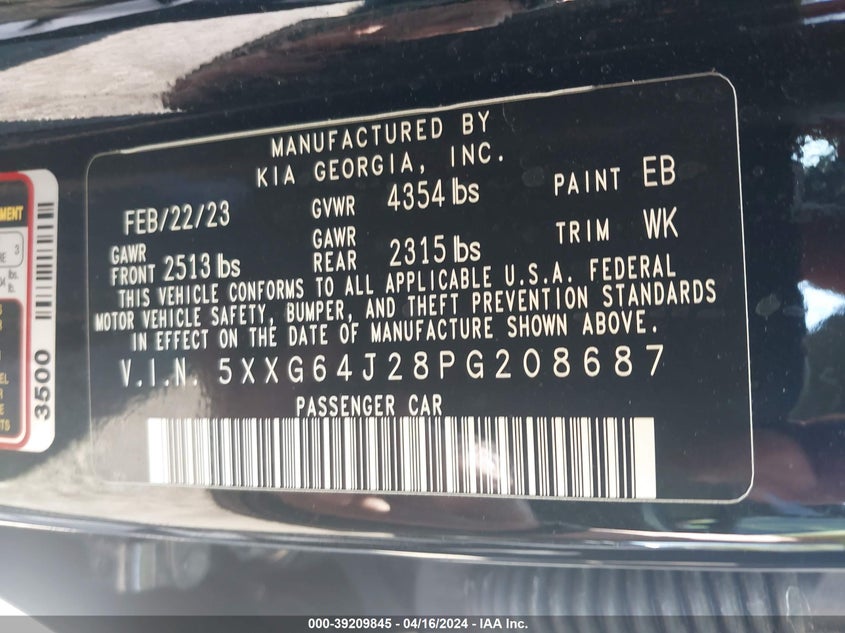 MANUFACTURED BY
KIA GEORGIA, INC.
FEB/22/23 GVWR 4354 lbs PAINT EB
GAWR FRONT 2513 lbs GAWR REAR 2315 lbs TRIM WK
THIS VEHICLE CONFORMS TO ALL APPLICABLE U.S.A. FEDERAL
MOTOR VEHICLE SAFETY, BUMPER, AND THEFT PREVENTION STANDARDS
IN EFFECT ON THE DATE OF MANUFACTURE SHOWN ABOVE.
V.I.N. 5XXG64J28PG208687
PASSENGER CAR
3500
000-39209845 - 04/16/2024 - IAA Inc.